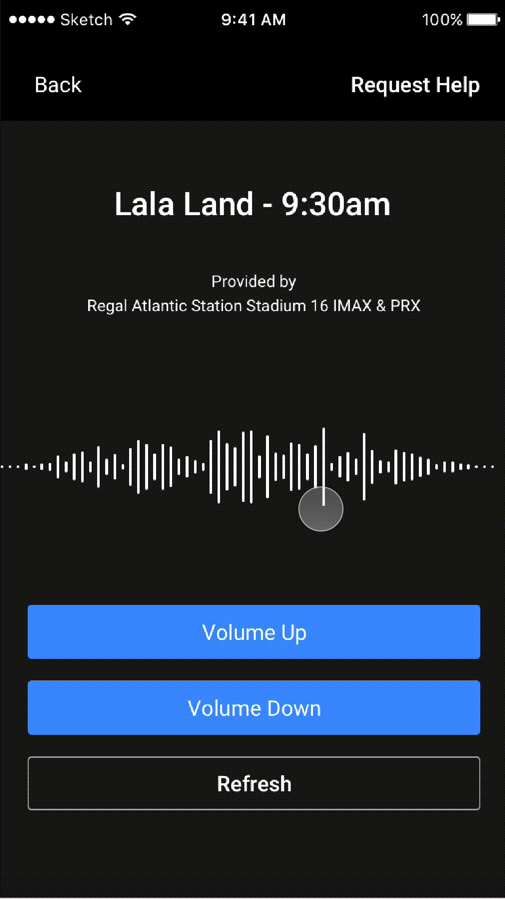 Sketch 9:41 AM 100%
Back Request Help
Lala Land - 9:30am
Provided by
Regal Atlantic Station Stadium 16 IMAX & PRX
Volume Up
Volume Down
Refresh